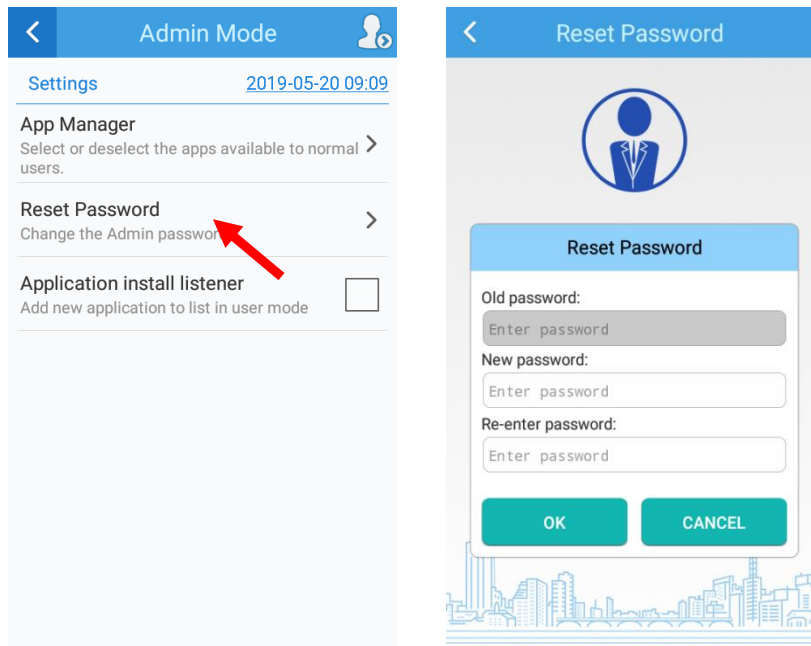 Admin Mode
Settings 2019-05-20 09:09
App Manager
Select or deselect the apps available to normal
users.
Reset Password
Change the Admin passwor
Application install listener
Add new application to list in user mode
Reset Password
Reset Password
Old password:
Enter password
New password:
Enter password
Re-enter password:
Enter password
OK CANCEL